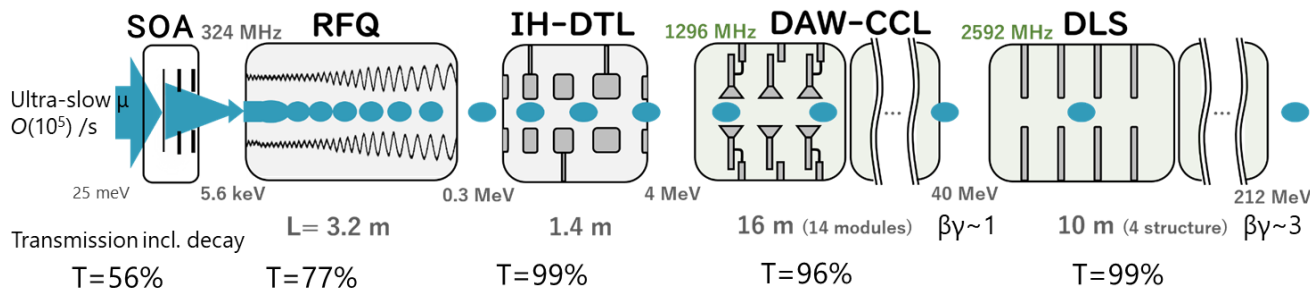 SOA
324 MHz
RFQ
IH-DTL
1296 MHz
DAW-CCL
2592 MHz
DLS
Ultra-slow μ
O(10⁵) /s
...
...
25 meV
5.6 keV
0.3 MeV
4 MeV
40 MeV
212 MeV
L= 3.2 m
1.4 m
16 m (14 modules)
βγ~1
10 m (4 structure)
βγ~3
Transmission incl. decay
T=56%
T=77%
T=99%
T=96%
T=99%